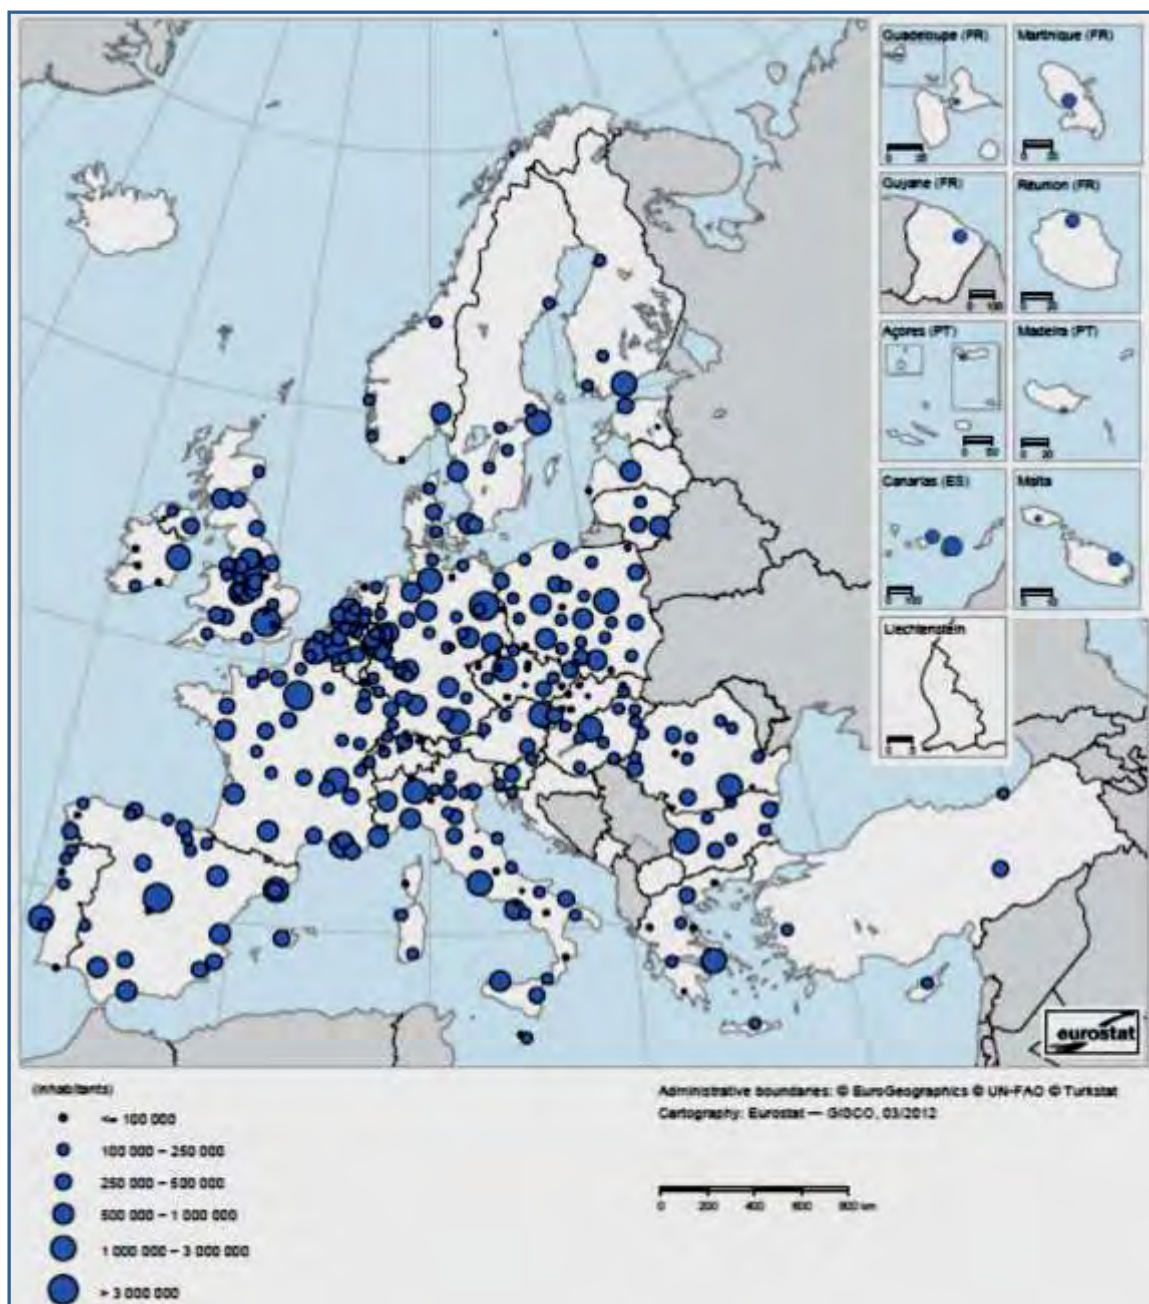 Guadeloupe (FR)
Martinique (FR)
Guyane (FR)
Réunion (FR)
Açores (PT)
Madeira (PT)
Canarias (ES)
Malta
Liechtenstein
eurostat
(inhabitants)
<= 100 000
100 000 – 250 000
250 000 – 500 000
500 000 – 1 000 000
1 000 000 – 3 000 000
> 3 000 000
Administrative boundaries: © EuroGeographics © UN-FAO © Turkstat
Cartography: Eurostat — GISCO, 03/2012
0 200 400 600 800 km